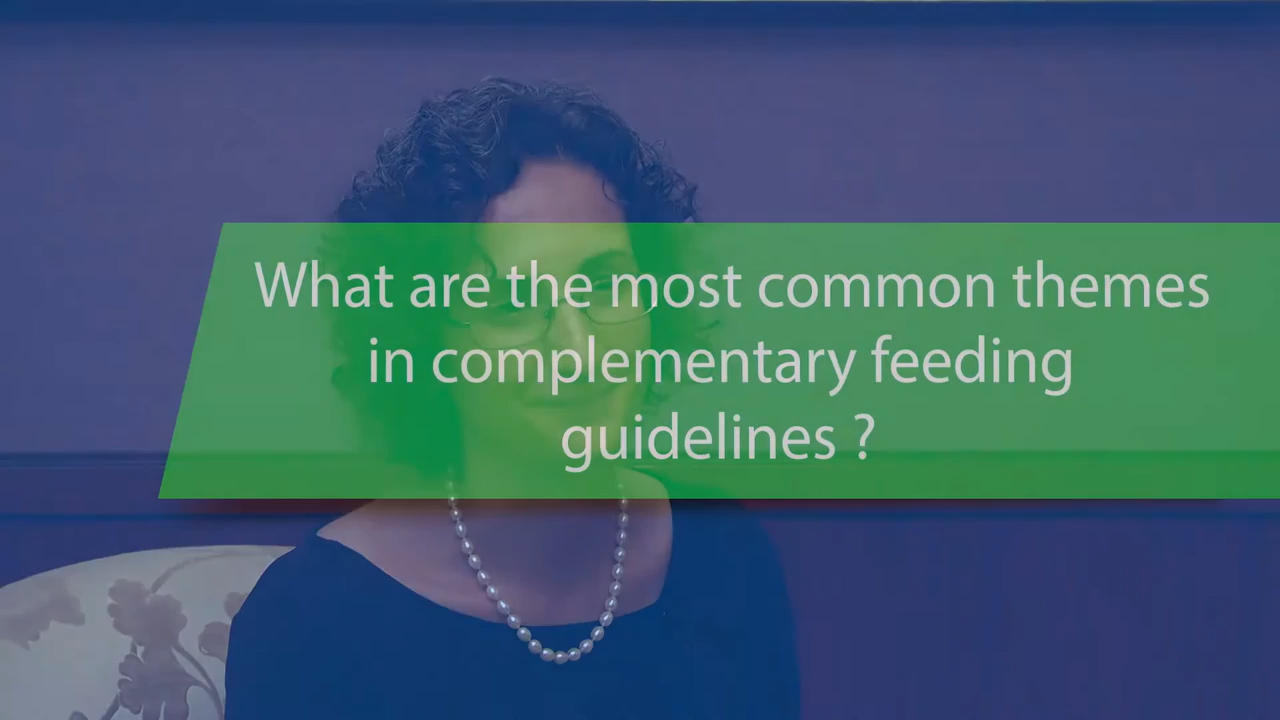 What are the most common themes
in complementary feeding
guidelines ?